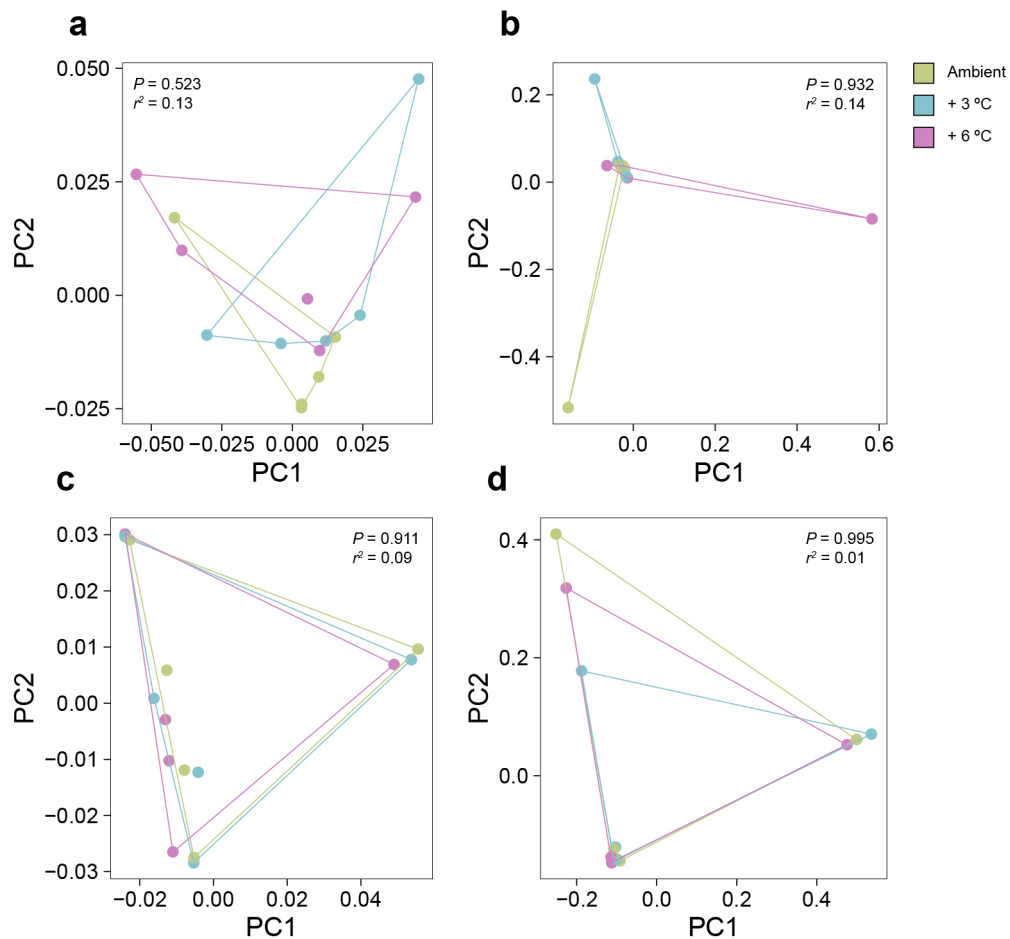 a
P = 0.523
r² = 0.13
0.050
0.025
0.000
−0.025
PC2
−0.050 −0.025 0.000 0.025
PC1
b
P = 0.932
r² = 0.14
0.2
0.0
−0.2
−0.4
PC2
0.0 0.2 0.4 0.6
PC1
Ambient
+ 3 ºC
+ 6 ºC
c
P = 0.911
r² = 0.09
0.03
0.02
0.01
0.00
−0.01
−0.02
−0.03
PC2
−0.02 0.00 0.02 0.04
PC1
d
P = 0.995
r² = 0.01
0.4
0.2
0.0
PC2
−0.2 0.0 0.2 0.4
PC1